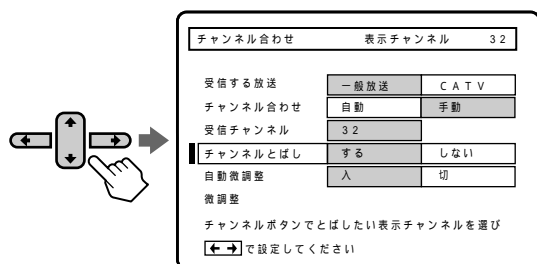 チャンネル合わせ 表示チャンネル 32
受信する放送 一般放送 CATV
チャンネル合わせ 自動 手動
受信チャンネル 32
チャンネルとばし する しない
自動微調整 入 切
微調整
チャンネルボタンでとばしたい表示チャンネルを選び
←→で設定してください